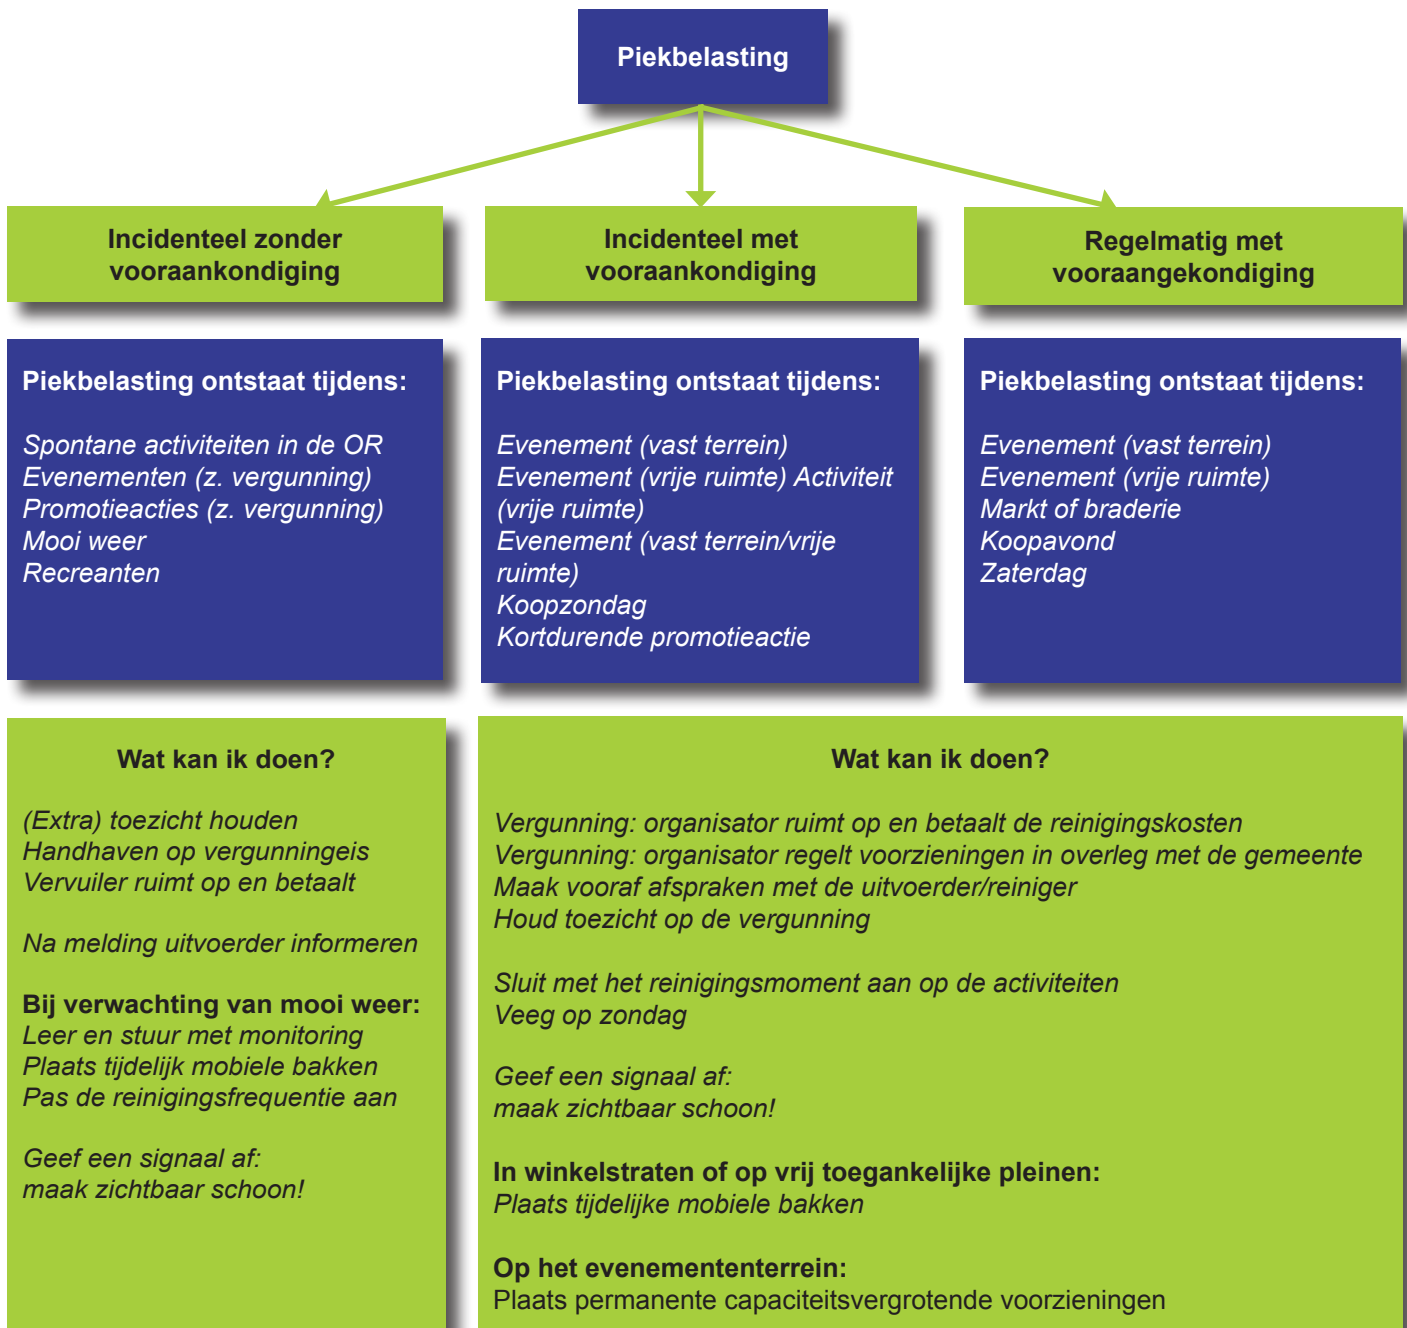 Piekbelasting
Incidenteel zonder
vooraankondiging
Incidenteel met
vooraankondiging
Regelmatig met
vooraangekondiging
Piekbelasting ontstaat tijdens:
Spontane activiteiten in de OR
Evenementen (z. vergunning)
Promotieacties (z. vergunning)
Mooi weer
Recreanten
Piekbelasting ontstaat tijdens:
Evenement (vast terrein)
Evenement (vrije ruimte) Activiteit
(vrije ruimte)
Evenement (vast terrein/vrije
ruimte)
Koopzondag
Kortdurende promotieactie
Piekbelasting ontstaat tijdens:
Evenement (vast terrein)
Evenement (vrije ruimte)
Markt of braderie
Koopavond
Zaterdag
Wat kan ik doen?
(Extra) toezicht houden
Handhaven op vergunningeis
Vervuiler ruimt op en betaalt
Na melding uitvoerder informeren
Bij verwachting van mooi weer:
Leer en stuur met monitoring
Plaats tijdelijk mobiele bakken
Pas de reinigingsfrequentie aan
Geef een signaal af:
maak zichtbaar schoon!
Wat kan ik doen?
Vergunning: organisator ruimt op en betaalt de reinigingskosten
Vergunning: organisator regelt voorzieningen in overleg met de gemeente
Maak vooraf afspraken met de uitvoerder/reiniger
Houd toezicht op de vergunning
Sluit met het reinigingsmoment aan op de activiteiten
Veeg op zondag
Geef een signaal af:
maak zichtbaar schoon!
In winkelstraten of op vrij toegankelijke pleinen:
Plaats tijdelijke mobiele bakken
Op het evenemententerrein:
Plaats permanente capaciteitsvergrotende voorzieningen